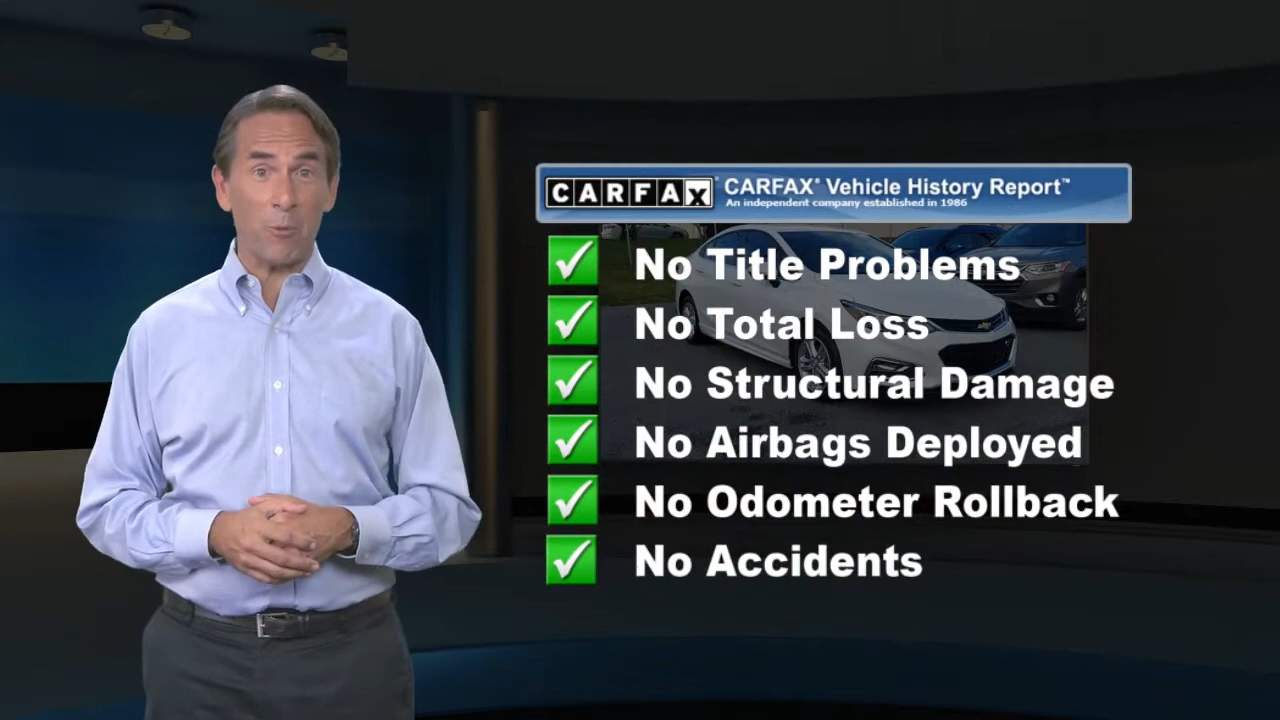 CARFAX® CARFAX® Vehicle History Report™
An independent company established in 1986
No Title Problems
No Total Loss
No Structural Damage
No Airbags Deployed
No Odometer Rollback
No Accidents